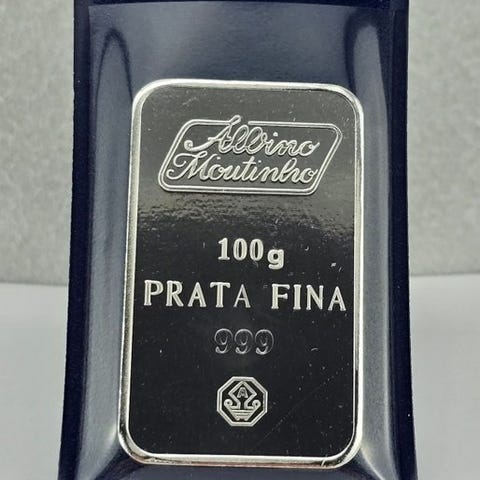 Albino
Moutinho
100g
PRATA FINA
999
A